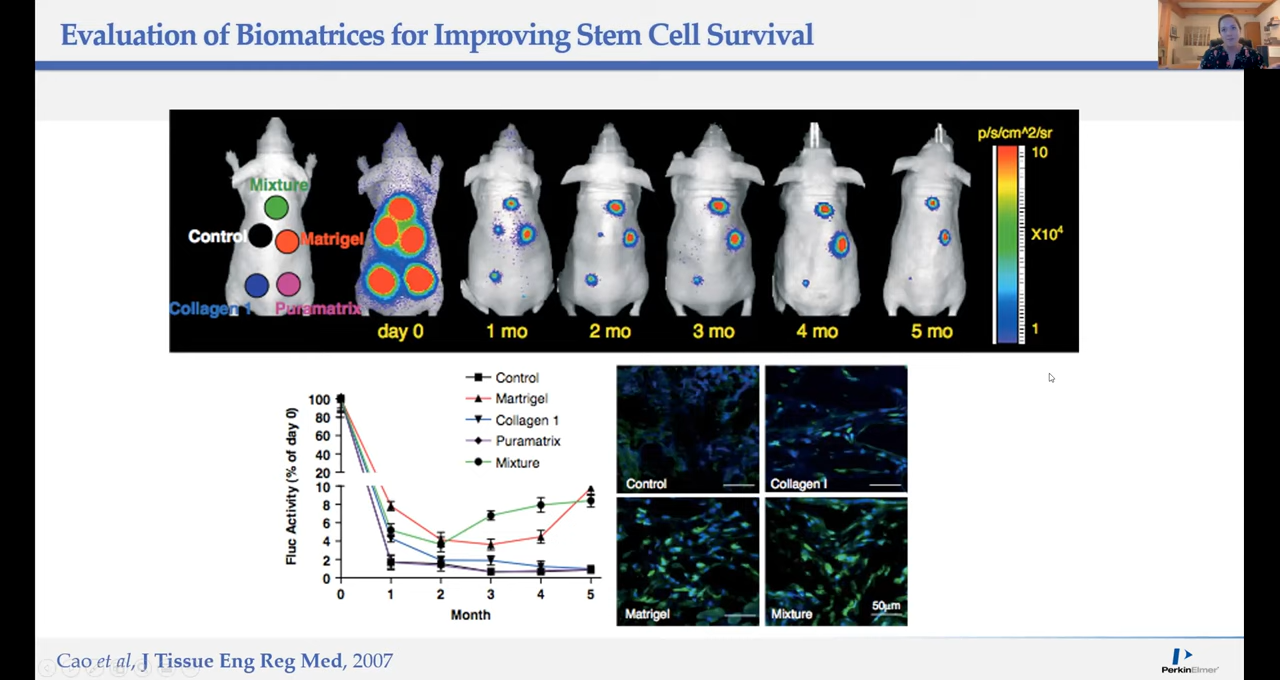 Evaluation of Biomatrices for Improving Stem Cell Survival
Mixture
Control
Matrigel
Collagen 1
Puramatrix
day 0
1 mo
2 mo
3 mo
4 mo
5 mo
p/s/cm^2/sr
10
X10⁴
1
Fluc Activity (% of day 0)
100
80
60
40
20
10
8
6
4
2
0
0 1 2 3 4 5
Month
Control
Martrigel
Collagen 1
Puramatrix
Mixture
Control
Collagen I
Matrigel
Mixture
50μm
Cao et al, J Tissue Eng Reg Med, 2007
PerkinElmer